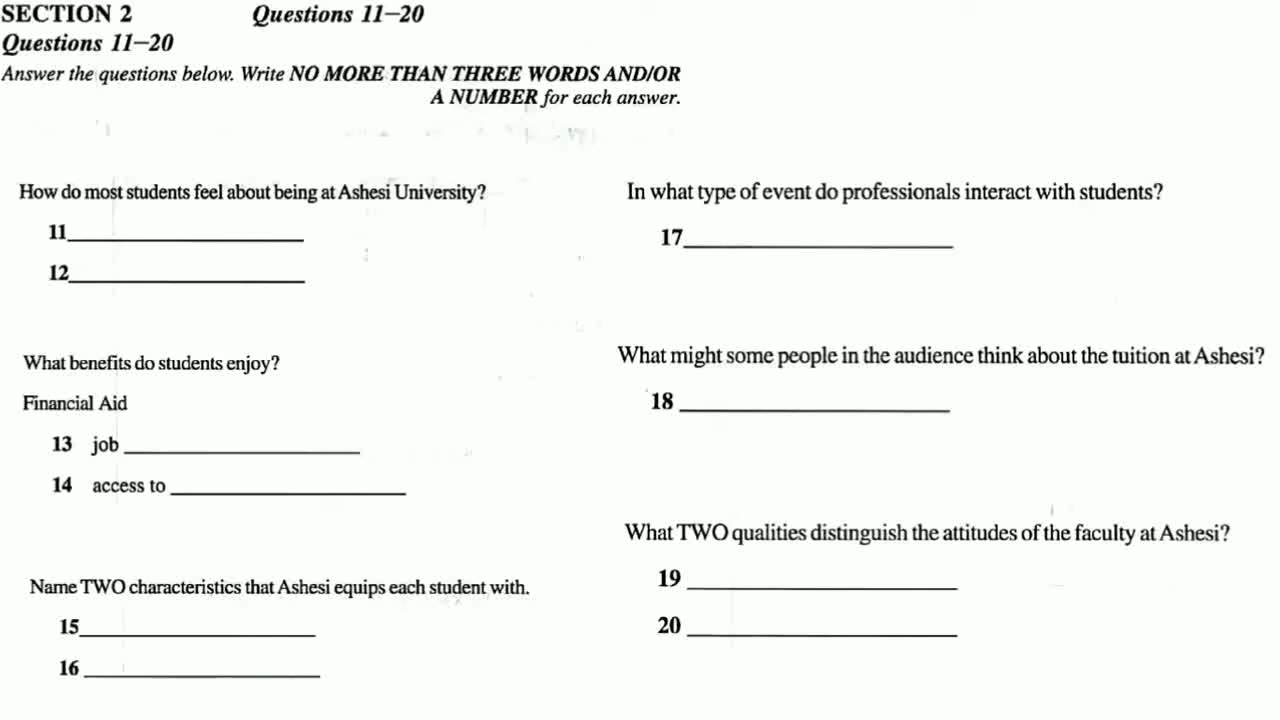 SECTION 2 Questions 11–20
Questions 11–20
Answer the questions below. Write NO MORE THAN THREE WORDS AND/OR
A NUMBER for each answer.
How do most students feel about being at Ashesi University?
11
12
What benefits do students enjoy?
Financial Aid
13 job
14 access to
Name TWO characteristics that Ashesi equips each student with.
15
16
In what type of event do professionals interact with students?
17
What might some people in the audience think about the tuition at Ashesi?
18
What TWO qualities distinguish the attitudes of the faculty at Ashesi?
19
20